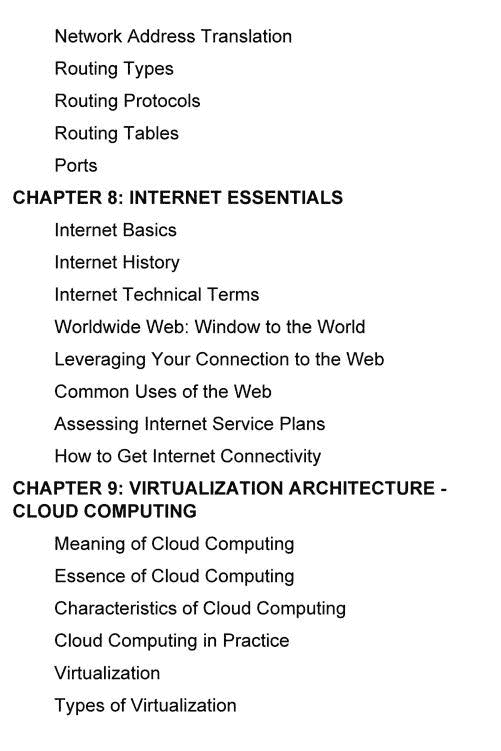 Network Address Translation
Routing Types
Routing Protocols
Routing Tables
Ports
CHAPTER 8: INTERNET ESSENTIALS
Internet Basics
Internet History
Internet Technical Terms
Worldwide Web: Window to the World
Leveraging Your Connection to the Web
Common Uses of the Web
Assessing Internet Service Plans
How to Get Internet Connectivity
CHAPTER 9: VIRTUALIZATION ARCHITECTURE -
CLOUD COMPUTING
Meaning of Cloud Computing
Essence of Cloud Computing
Characteristics of Cloud Computing
Cloud Computing in Practice
Virtualization
Types of Virtualization